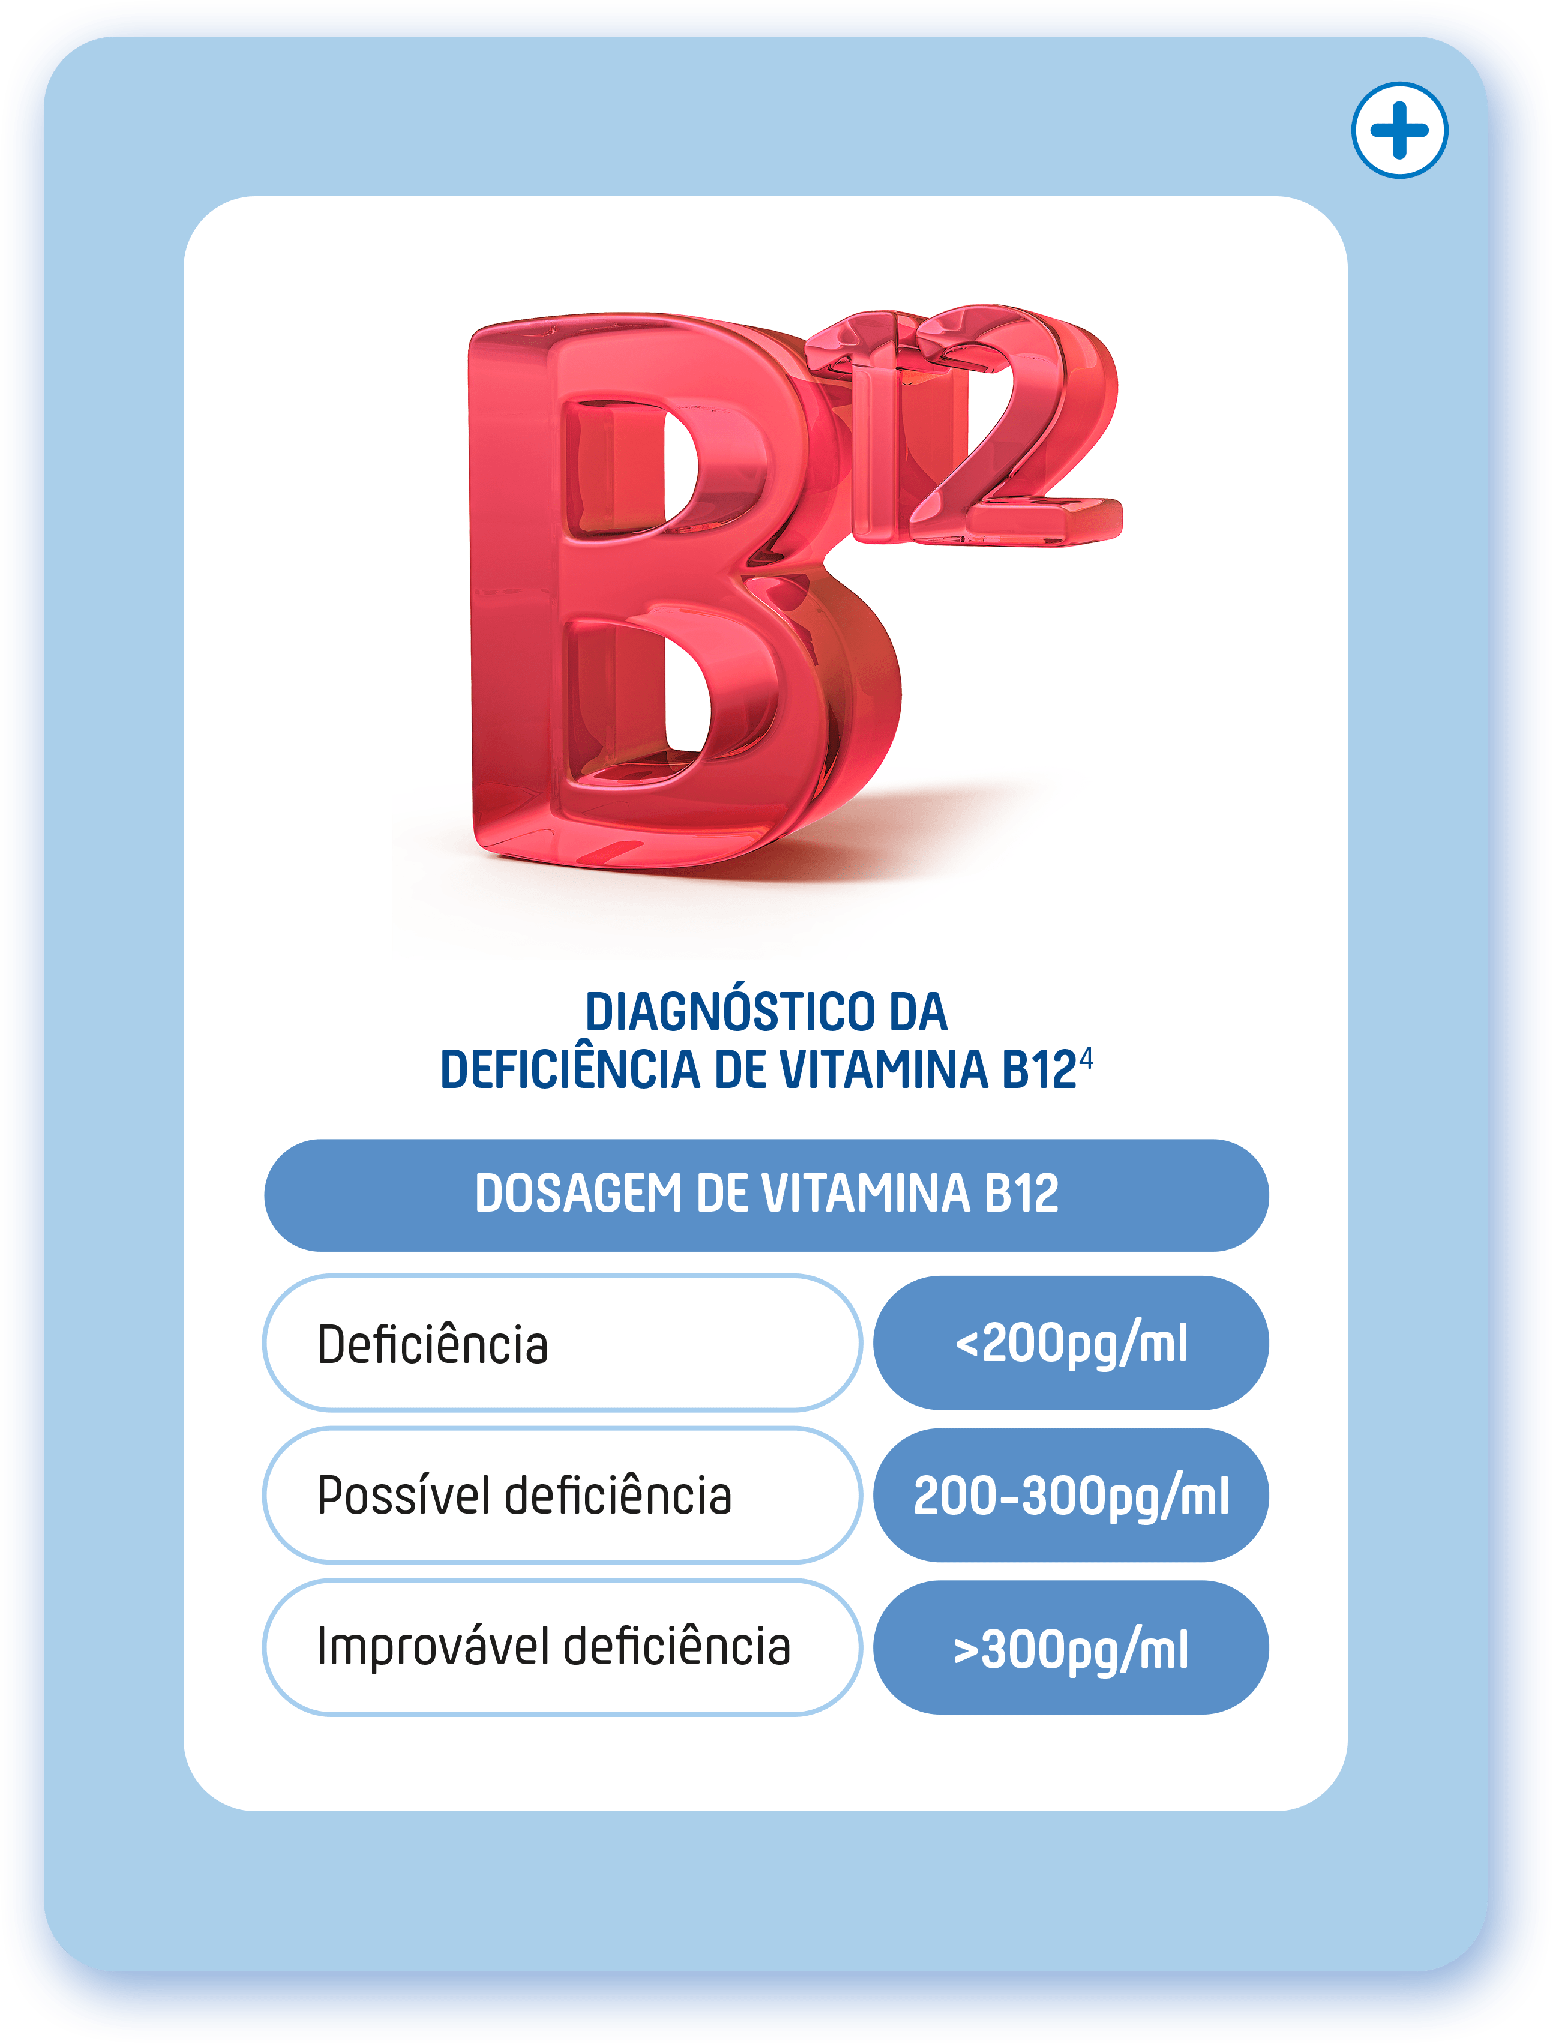 B12
DIAGNÓSTICO DA
DEFICIÊNCIA DE VITAMINA B12⁴
DOSAGEM DE VITAMINA B12
Deficiência <200pg/ml
Possível deficiência 200-300pg/ml
Improvável deficiência >300pg/ml